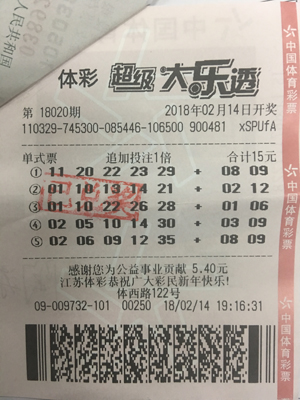 人民共和国
体彩 超级大乐透
第 18020期 2018年02月14日开奖
110329-745300-085446-106500 900481 xSPUfA
单式票 追加投注1倍 合计15元
① 11 20 22 23 29 + 08 09
② 01 10 13 14 21 + 02 12
③ 01 10 22 26 28 + 01 06
④ 02 05 10 14 30 + 03 09
⑤ 02 06 09 12 35 + 08 09
感谢您为公益事业贡献 5.40元
江苏体彩恭祝广大彩民新年快乐!
体西路122号
09-009732-101 00250 18/02/14 19:16:31
中国体育彩票
中国体育彩票
中国体育彩票